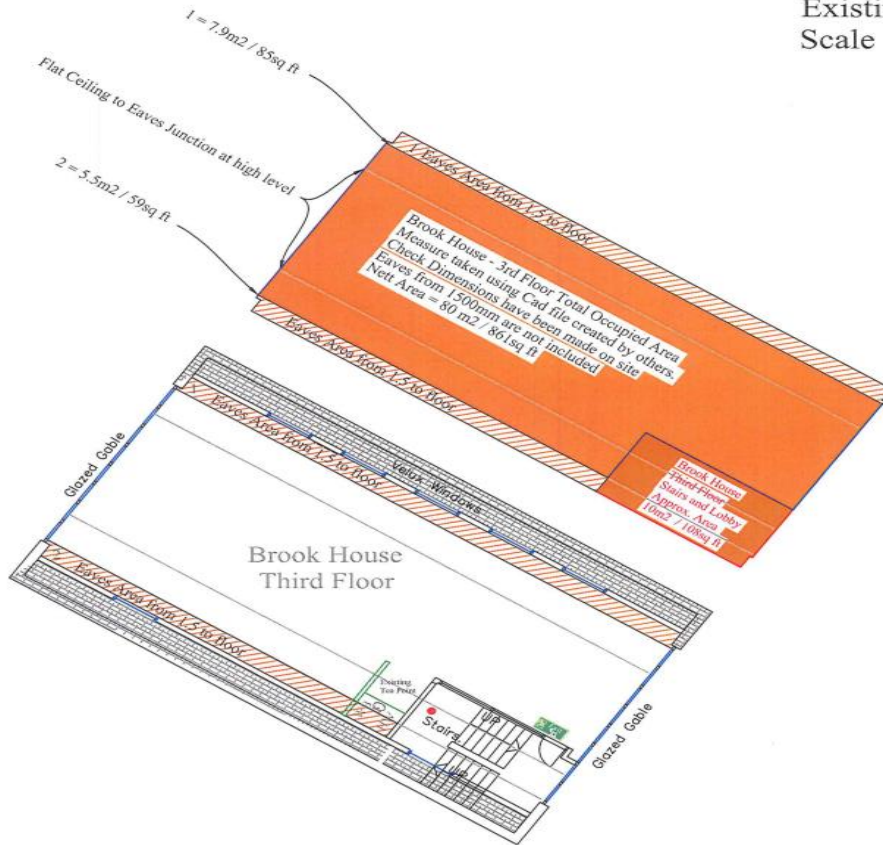 Existi
Scale
1 = 7.9m2 / 85sq ft
Flat Ceiling to Eaves Junction at high level
2 = 5.5m2 / 59sq ft
1 Eaves Area from 1.5 to floor
Brook House - 3rd Floor Total Occupied Area
Measure taken using Cad file created by others.
Check Dimensions have been made on site
Eaves from 1500mm are not included
Nett Area = 80 m2 / 861sq ft
Eaves Area from 1.5 to floor
Brook House
Third Floor
Stairs and Lobby
Approx. Area
10m2 / 108sq ft
Glazed Gable
Eaves Area from 1.5 to floor
Velux Windows
Brook House
Third Floor
Eaves Area from 1.5 to floor
Existing
Tea Point
Stairs
UP
UP
Glazed Gable